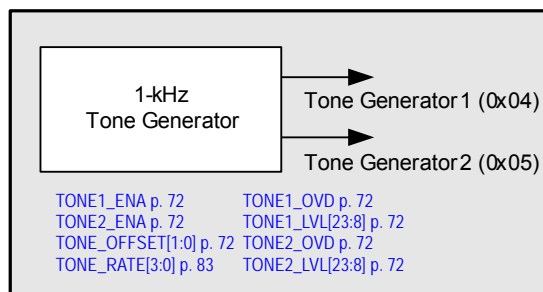 1-kHz
Tone Generator
Tone Generator 1 (0x04)
Tone Generator 2 (0x05)
TONE1_ENA p. 72 TONE1_OVD p. 72
TONE2_ENA p. 72 TONE1_LVL[23:8] p. 72
TONE_OFFSET[1:0] p. 72 TONE2_OVD p. 72
TONE_RATE[3:0] p. 83 TONE2_LVL[23:8] p. 72